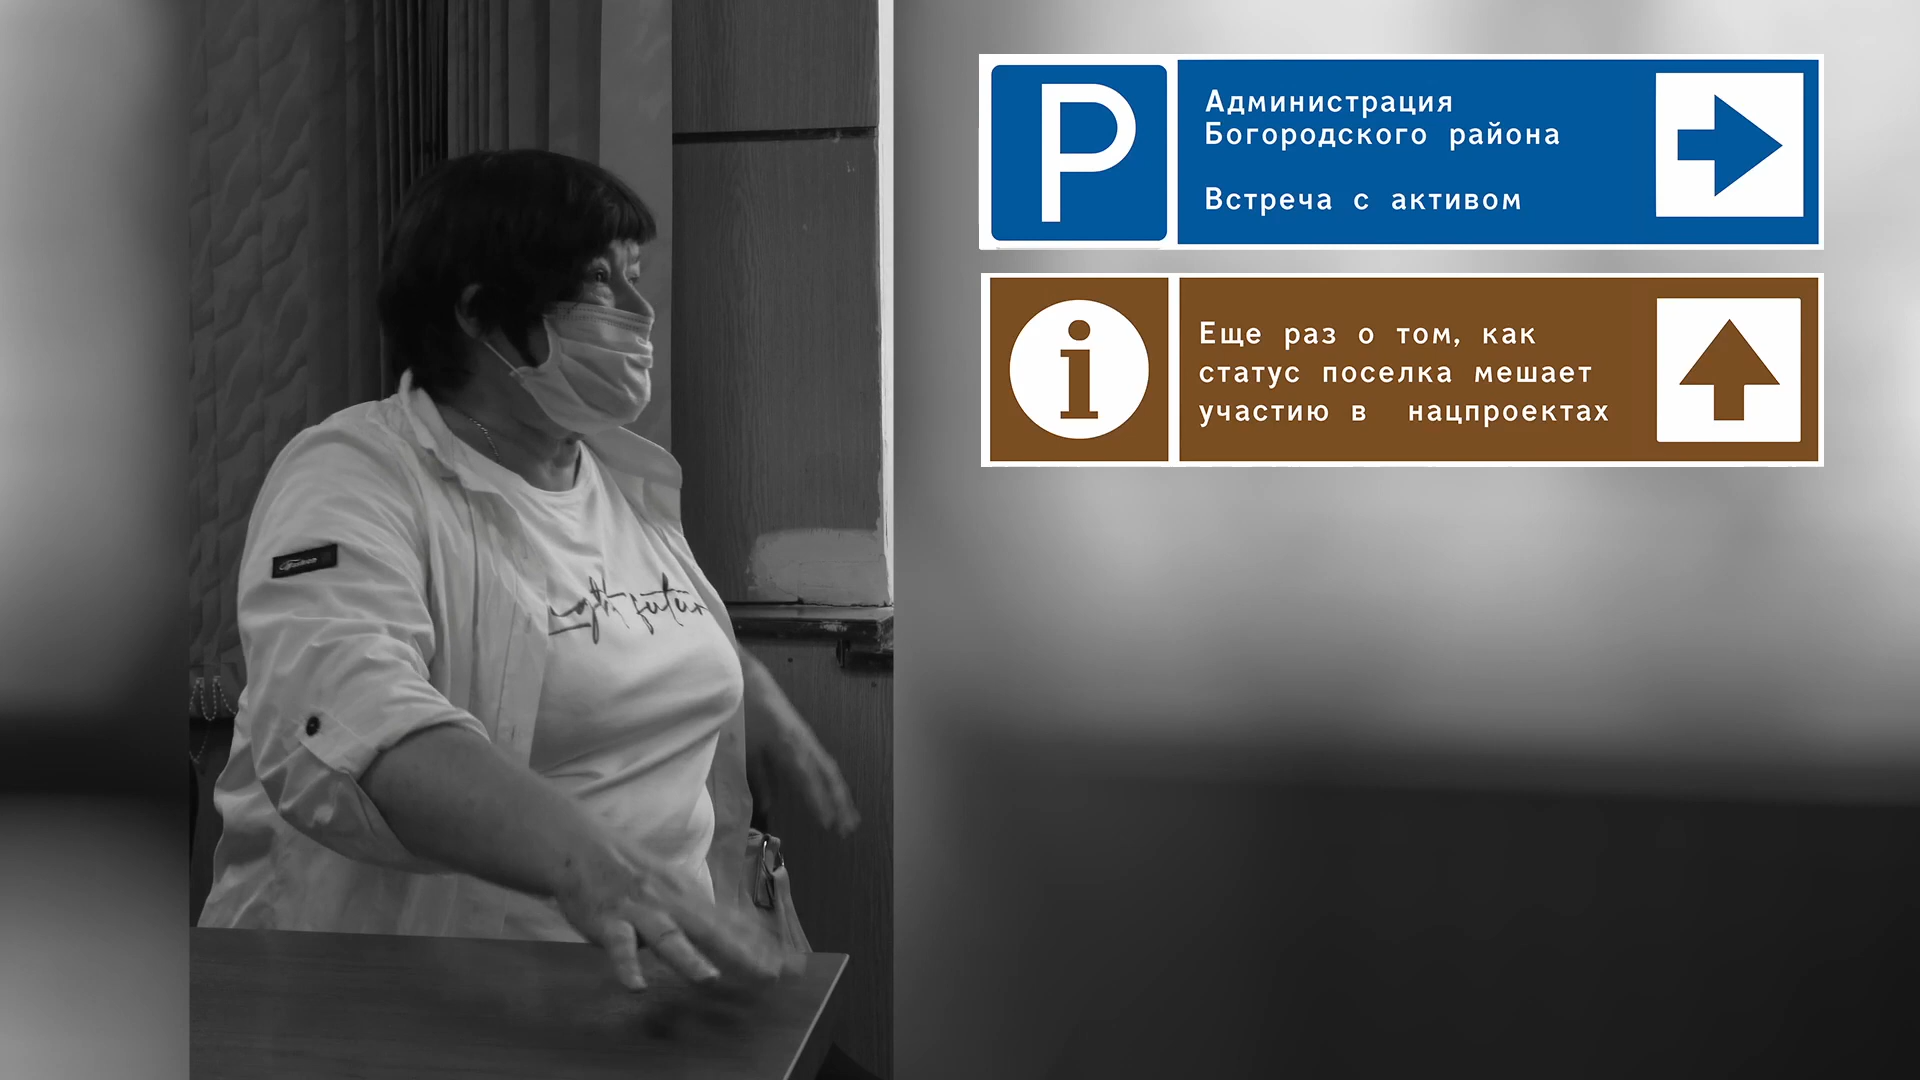 P
Администрация
Богородского района
Встреча с активом
i
Еще раз о том, как
статус поселка мешает
участию в нацпроектах